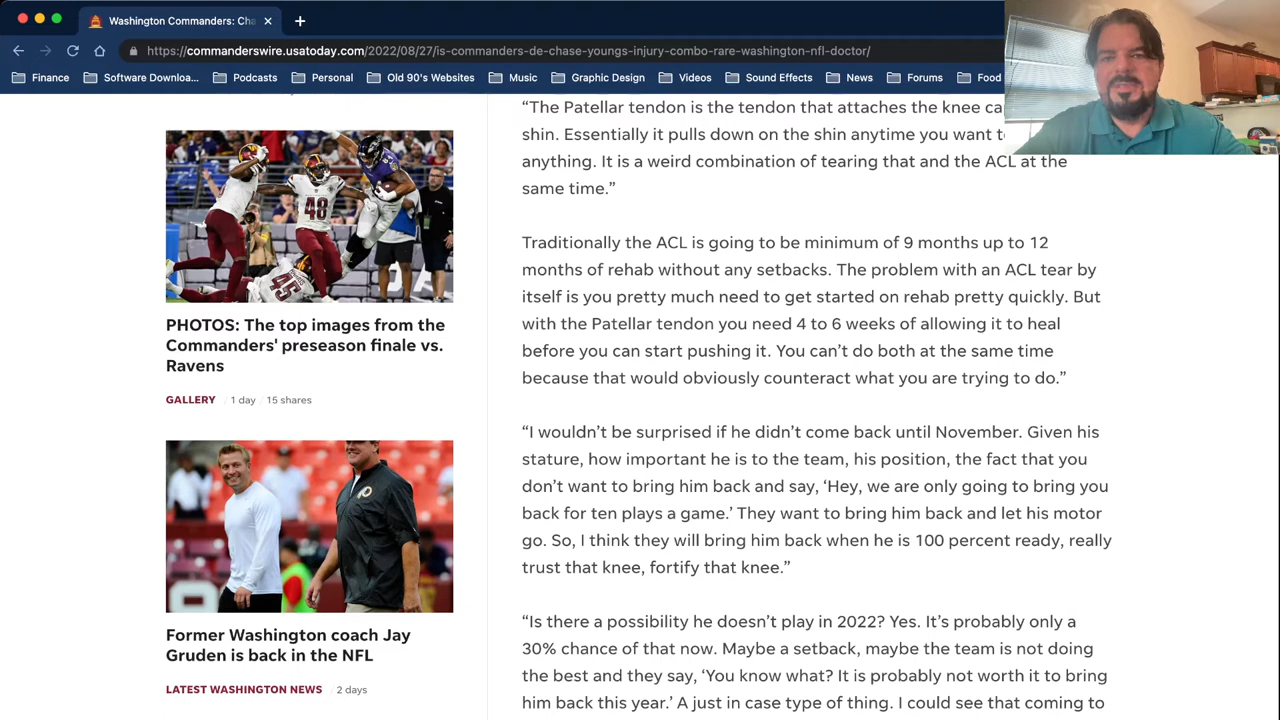 Washington Commanders: Cha
https://commanderswire.usatoday.com/2022/08/27/is-commanders-de-chase-youngs-injury-combo-rare-washington-nfl-doctor/
Finance
Software Downloa...
Podcasts
Personal
Old 90's Websites
Music
Graphic Design
Videos
Sound Effects
News
Forums
Food
48
45
PHOTOS: The top images from the
Commanders' preseason finale vs.
Ravens
GALLERY / 1 day / 15 shares
Former Washington coach Jay
Gruden is back in the NFL
LATEST WASHINGTON NEWS / 2 days
“The Patellar tendon is the tendon that attaches the knee ca
shin. Essentially it pulls down on the shin anytime you want t
anything. It is a weird combination of tearing that and the ACL at the
same time.”
Traditionally the ACL is going to be minimum of 9 months up to 12
months of rehab without any setbacks. The problem with an ACL tear by
itself is you pretty much need to get started on rehab pretty quickly. But
with the Patellar tendon you need 4 to 6 weeks of allowing it to heal
before you can start pushing it. You can’t do both at the same time
because that would obviously counteract what you are trying to do.”
“I wouldn’t be surprised if he didn’t come back until November. Given his
stature, how important he is to the team, his position, the fact that you
don’t want to bring him back and say, ‘Hey, we are only going to bring you
back for ten plays a game.’ They want to bring him back and let his motor
go. So, I think they will bring him back when he is 100 percent ready, really
trust that knee, fortify that knee.”
“Is there a possibility he doesn’t play in 2022? Yes. It’s probably only a
30% chance of that now. Maybe a setback, maybe the team is not doing
the best and they say, ‘You know what? It is probably not worth it to bring
him back this year.’ A just in case type of thing. I could see that coming to